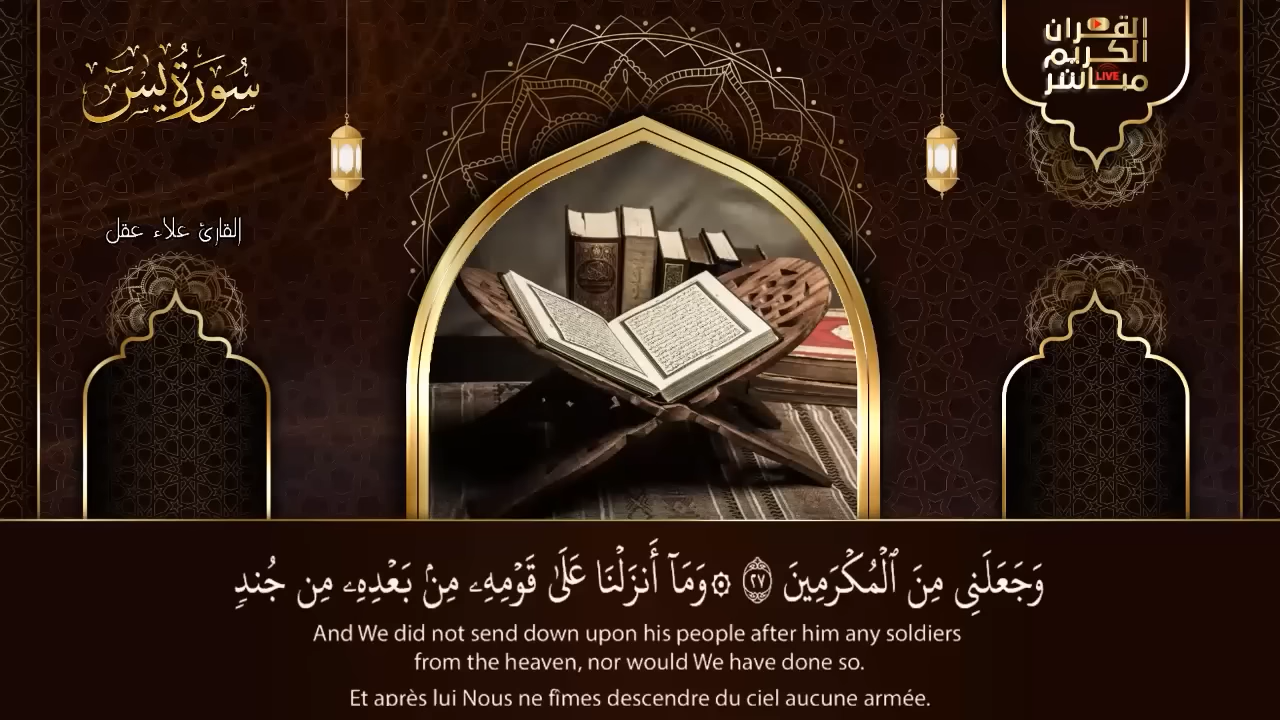 سُورَةُ يس
القرآن
الكريم
مباشر
LIVE
القارئ علاء عقل
وَجَعَلَنِي مِنَ ٱلْمُكْرَمِينَ ٢٧ ۞ وَمَآ أَنزَلْنَا عَلَىٰ قَوْمِهِۦ مِنۢ بَعْدِهِۦ مِن جُندٍ
And We did not send down upon his people after him any soldiers
from the heaven, nor would We have done so.
Et après lui Nous ne fîmes descendre du ciel aucune armée.